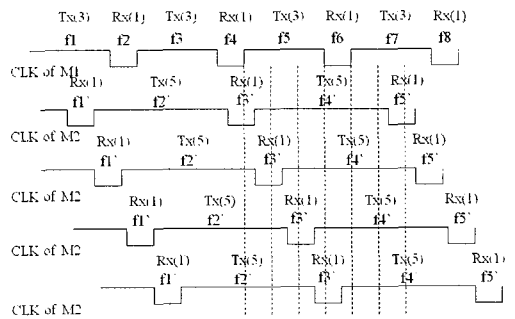 Tx(3) Rx(1) Tx(3) Rx(1) Tx(3) Rx(1) Tx(3) Rx(1)
f1 f2 f3 f4 f5 f6 f7 f8
CLK of M1
Rx(1) Tx(5) Rx(1) Tx(5) Rx(1)
f1` f2` f3` f4` f5`
CLK of M2
Rx(1) Tx(5) Rx(1) Tx(5) Rx(1)
f1` f2` f3` f4` f5`
CLK of M2
Rx(1) Tx(5) Rx(1) Tx(5) Rx(1)
f1` f2` f3` f4` f5`
CLK of M2
Rx(1) Tx(5) Rx(1) Tx(5) Rx(1)
f1` f2` f3` f4 f5`
CLK of M2